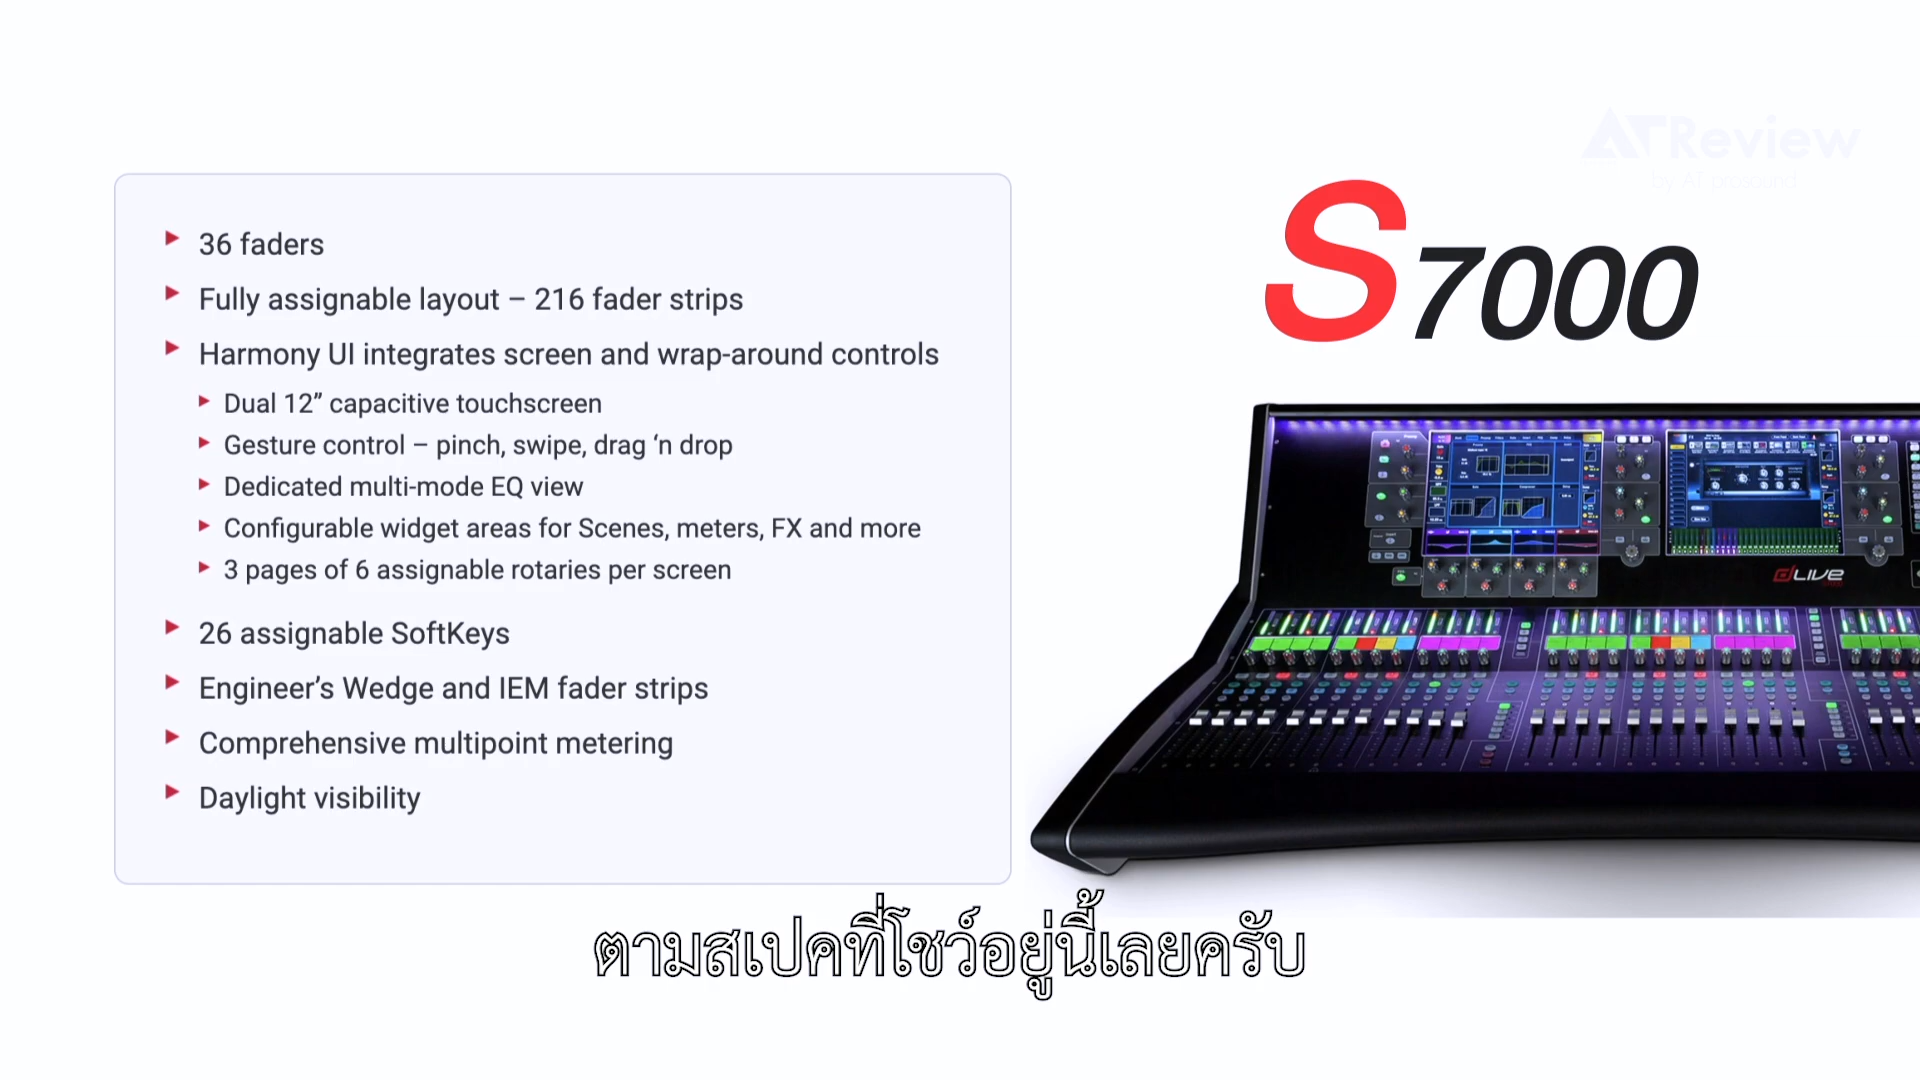 ATReview
by AT prosound
S7000
36 faders
Fully assignable layout – 216 fader strips
Harmony UI integrates screen and wrap-around controls
Dual 12” capacitive touchscreen
Gesture control – pinch, swipe, drag ‘n drop
Dedicated multi-mode EQ view
Configurable widget areas for Scenes, meters, FX and more
3 pages of 6 assignable rotaries per screen
26 assignable SoftKeys
Engineer’s Wedge and IEM fader strips
Comprehensive multipoint metering
Daylight visibility
dLIVE
ตามสเปคที่โชว์อยู่นี้เลยครับ